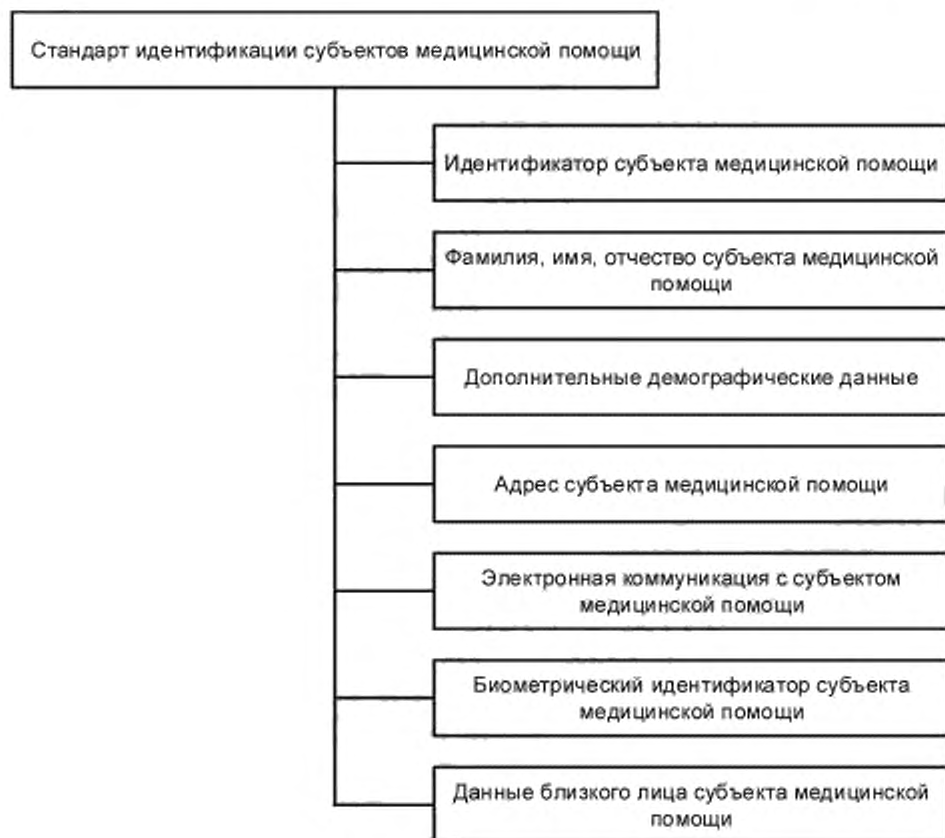 Стандарт идентификации субъектов медицинской помощи
Идентификатор субъекта медицинской помощи
Фамилия, имя, отчество субъекта медицинской
помощи
Дополнительные демографические данные
Адрес субъекта медицинской помощи
Электронная коммуникация с субъектом
медицинской помощи
Биометрический идентификатор субъекта
медицинской помощи
Данные близкого лица субъекта медицинской
помощи